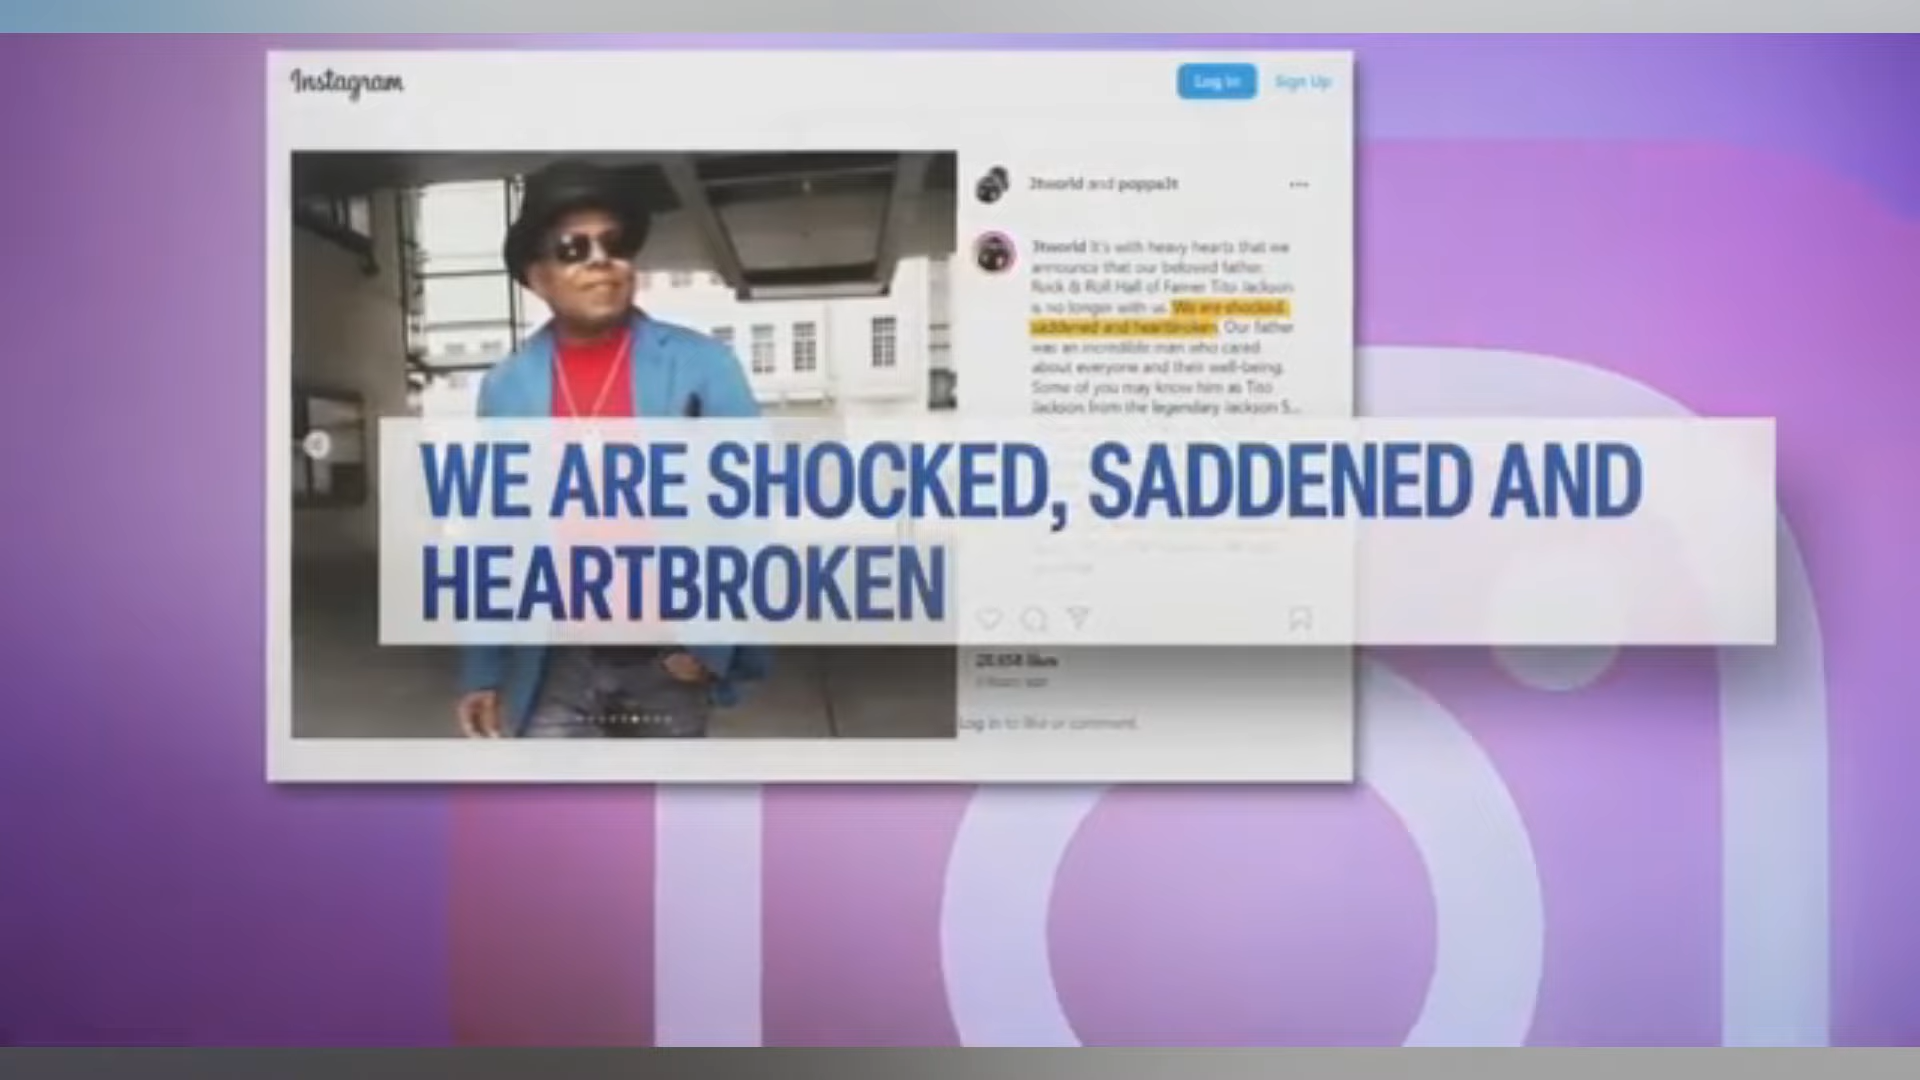 Instagram
Log In
Sign Up
3tworld and poppa3t
3tworld It's with heavy hearts that we
announce that our beloved father,
Rock & Roll Hall of Famer Tito Jackson
is no longer with us. We are shocked,
saddened and heartbroken. Our father
was an incredible man who cared
about everyone and their well-being.
Some of you may know him as Tito
Jackson from the legendary Jackson 5...
WE ARE SHOCKED, SADDENED AND
HEARTBROKEN
likes
Log in to like or comment.